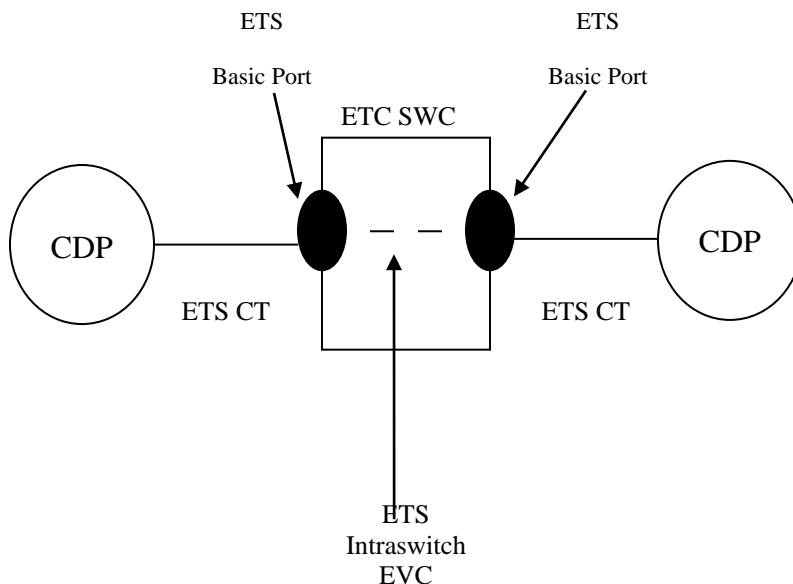 ETS
ETS
Basic Port
Basic Port
ETC SWC
CDP
CDP
ETS CT
ETS CT
ETS
Intraswitch
EVC